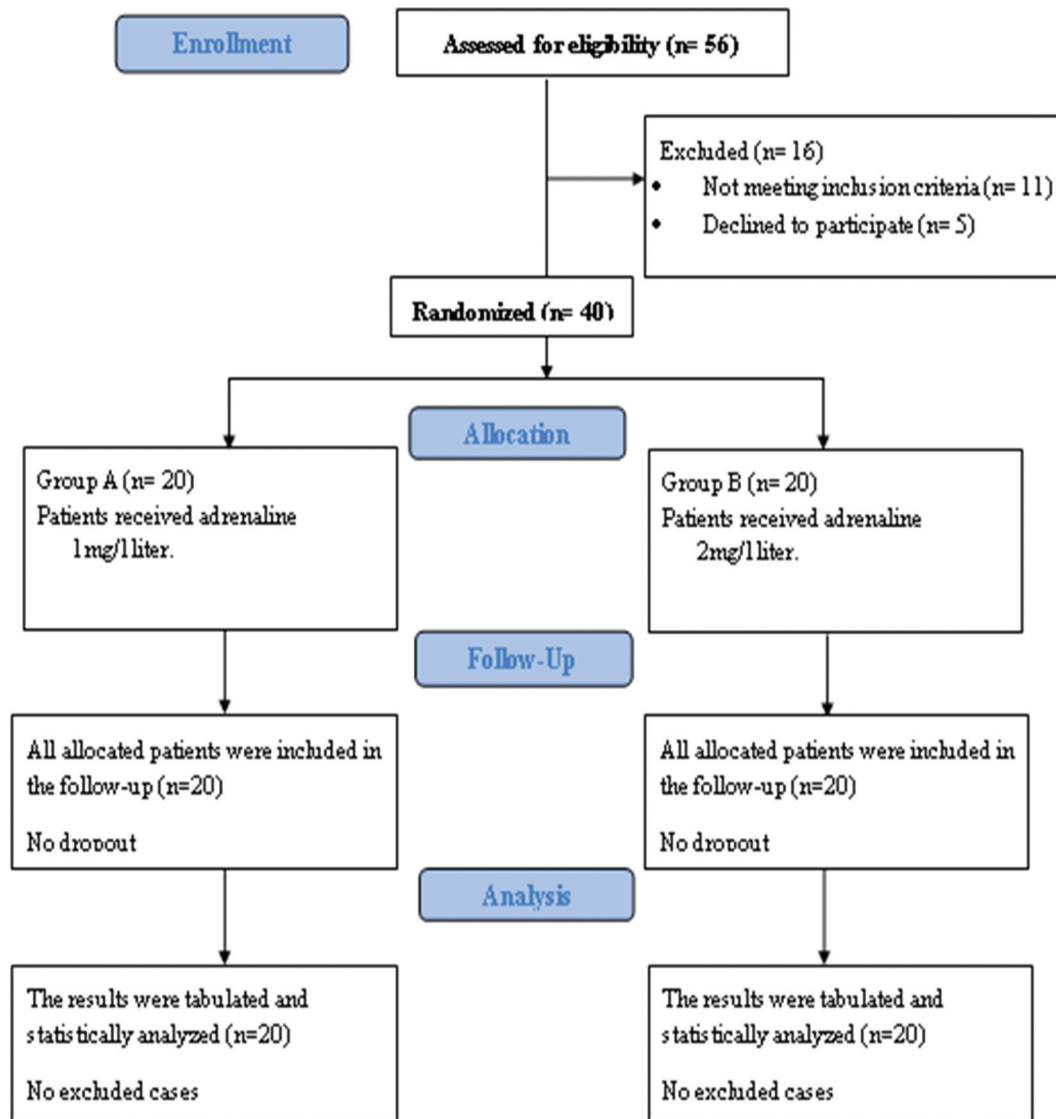 Enrollment
Assessed for eligibility (n= 56)
Excluded (n= 16)
• Not meeting inclusion criteria (n= 11)
• Declined to participate (n= 5)
Randomized (n= 40)
Allocation
Group A (n= 20)
Patients received adrenaline
1mg/1liter.
Group B (n= 20)
Patients received adrenaline
2mg/1liter.
Follow-Up
All allocated patients were included in
the follow-up (n=20)
No dropout
All allocated patients were included in
the follow-up (n=20)
No dropout
Analysis
The results were tabulated and
statistically analyzed (n=20)
No excluded cases
The results were tabulated and
statistically analyzed (n=20)
No excluded cases